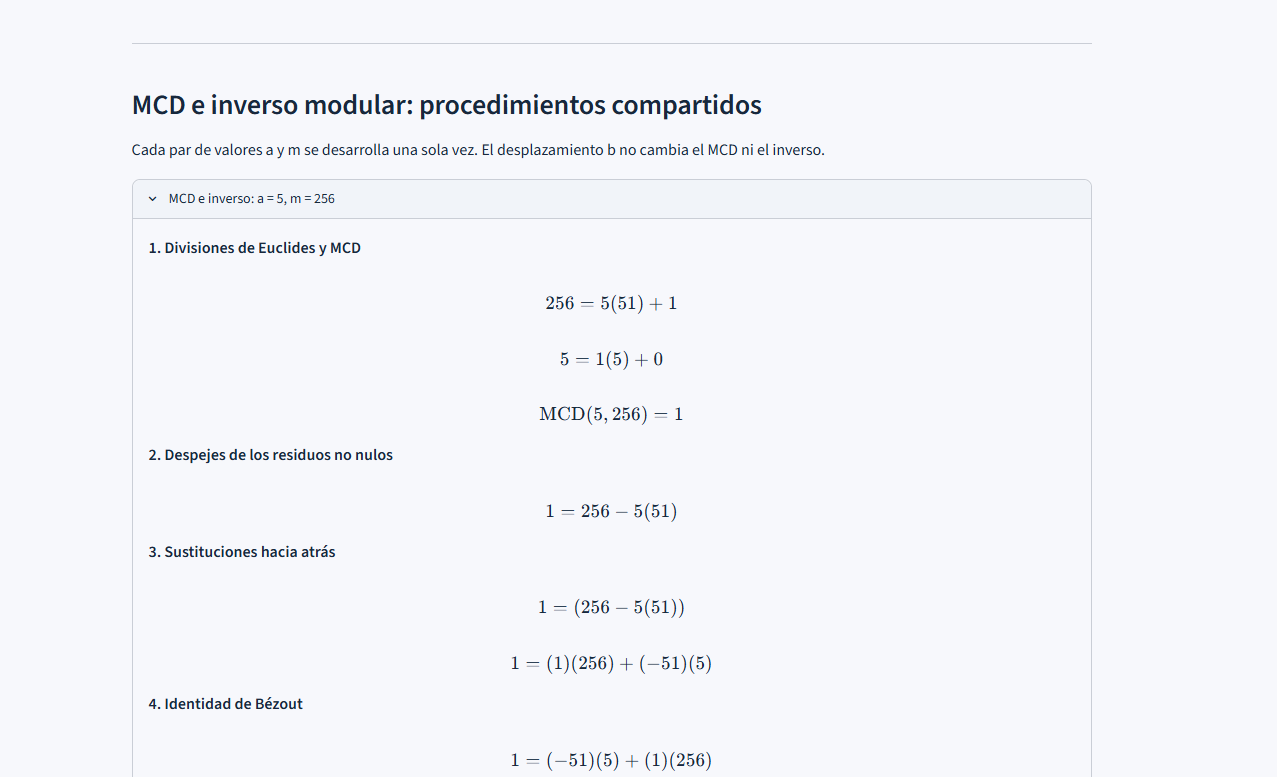 MCD e inverso modular: procedimientos compartidos
Cada par de valores a y m se desarrolla una sola vez. El desplazamiento b no cambia el MCD ni el inverso.
MCD e inverso: a = 5, m = 256
1. Divisiones de Euclides y MCD
256 = 5(51) + 1
5 = 1(5) + 0
MCD(5, 256) = 1
2. Despejes de los residuos no nulos
1 = 256 − 5(51)
3. Sustituciones hacia atrás
1 = (256 − 5(51))
1 = (1)(256) + (−51)(5)
4. Identidad de Bézout
1 = (−51)(5) + (1)(256)